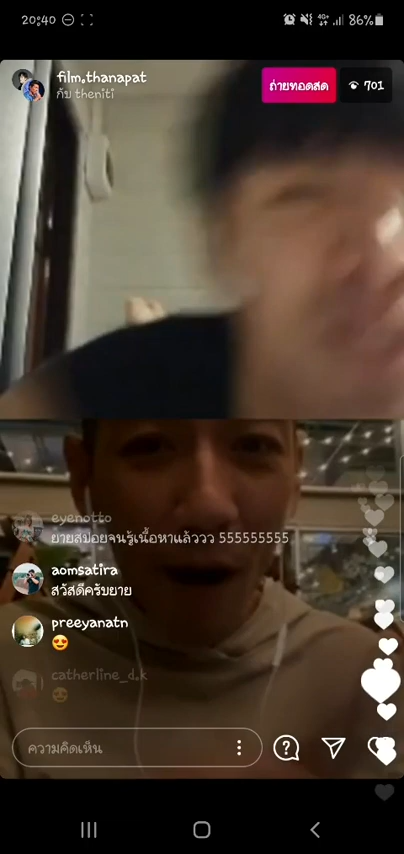 20:40
4G+
86%
film.thanapat
กับ theniti
ถ่ายทอดสด
701
eyenotto
ยายสปอยจนรู้เนื้อหาแล้ววว 555555555
aomsatira
สวัสดีครับยาย
preeyanatn
😍
catherline_d.k
😍
ความคิดเห็น